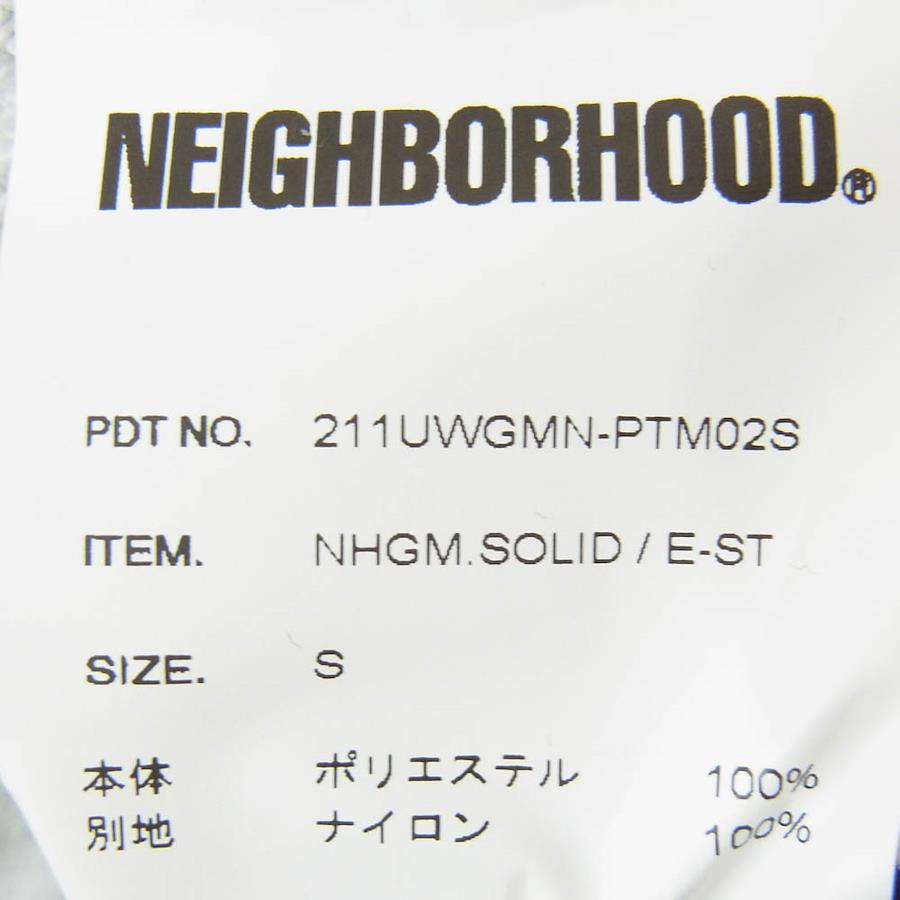 NEIGHBORHOOD®
PDT NO. 211UWGMN-PTM02S
ITEM. NHGM.SOLID / E-ST
SIZE. S
本体 ポリエステル 100%
別地 ナイロン 100%